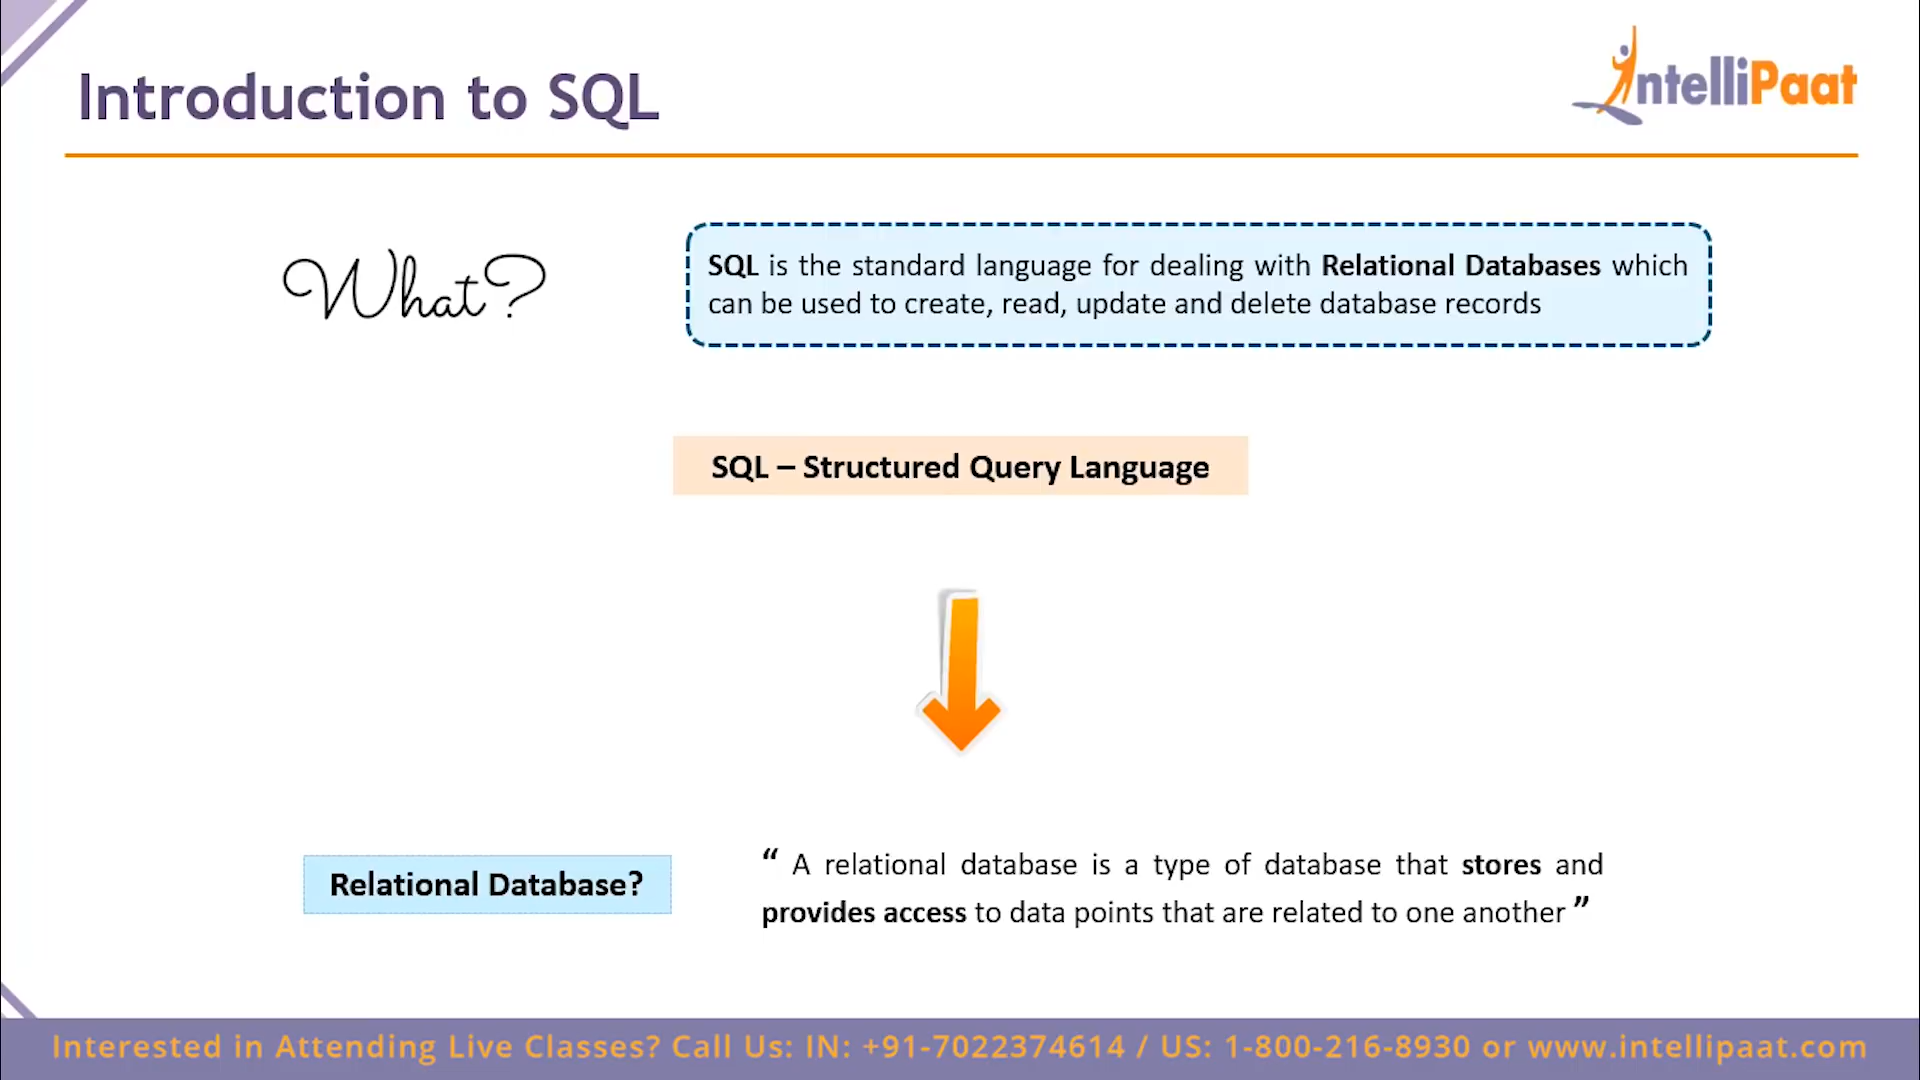 Introduction to SQL
IntelliPaat
What?
SQL is the standard language for dealing with Relational Databases which
can be used to create, read, update and delete database records
SQL – Structured Query Language
Relational Database?
“ A relational database is a type of database that stores and
provides access to data points that are related to one another ”
Interested in Attending Live Classes? Call Us: IN: +91-7022374614 / US: 1-800-216-8930 or www.intellipaat.com